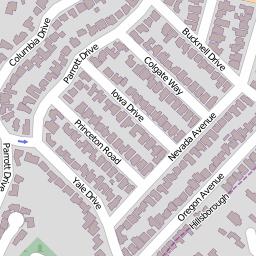 Columbia Drive
Parrott Drive
Bucknell Drive
Colgate Way
Iowa Drive
Princeton Road
Nevada Avenue
Parrott Drive
Yale Drive
Oregon Avenue
Hillsborough